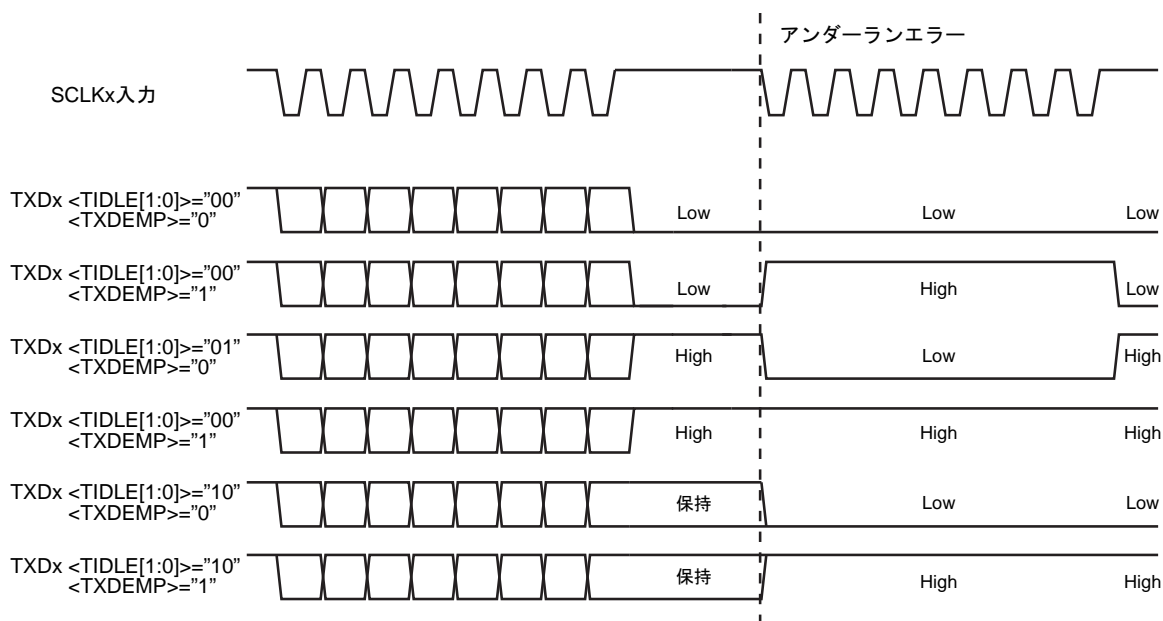 アンダーランエラー
SCLKx入力
TXDx <TIDLE[1:0]>=”00”
<TXDEMP>=”0”
Low
Low
Low
TXDx <TIDLE[1:0]>=”00”
<TXDEMP>=”1”
Low
High
Low
TXDx <TIDLE[1:0]>=”01”
<TXDEMP>=”0”
High
Low
High
TXDx <TIDLE[1:0]>=”00”
<TXDEMP>=”1”
High
High
High
TXDx <TIDLE[1:0]>=”10”
<TXDEMP>=”0”
保持
Low
Low
TXDx <TIDLE[1:0]>=”10”
<TXDEMP>=”1”
保持
High
High